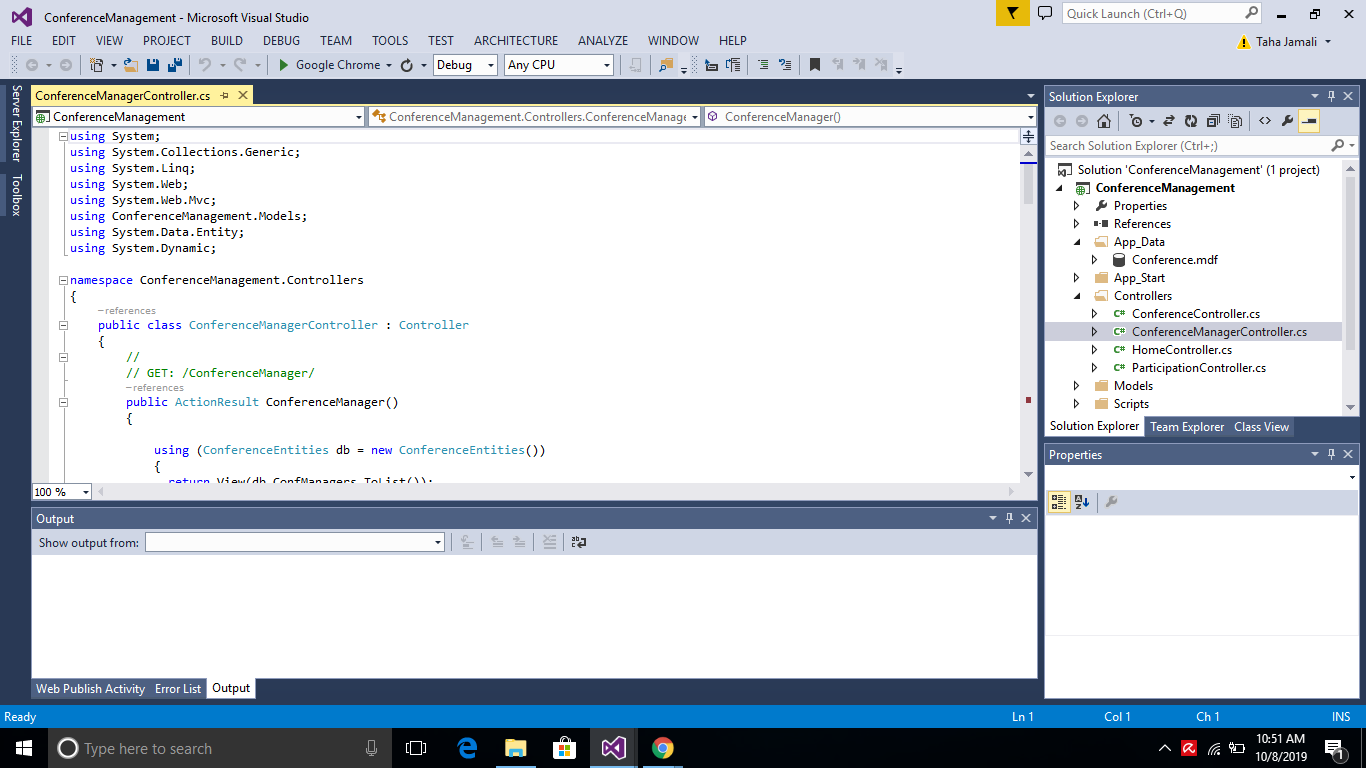 ConferenceManagement - Microsoft Visual Studio
Quick Launch (Ctrl+Q)
FILE EDIT VIEW PROJECT BUILD DEBUG TEAM TOOLS TEST ARCHITECTURE ANALYZE WINDOW HELP
Taha Jamali
Google Chrome Debug Any CPU
Server Explorer
Toolbox
ConferenceManagerController.cs
ConferenceManagement ConferenceManagement.Controllers.ConferenceManage ConferenceManager()
using System;
using System.Collections.Generic;
using System.Linq;
using System.Web;
using System.Web.Mvc;
using ConferenceManagement.Models;
using System.Data.Entity;
using System.Dynamic;
namespace ConferenceManagement.Controllers
{
–references
public class ConferenceManagerController : Controller
{
//
// GET: /ConferenceManager/
–references
public ActionResult ConferenceManager()
{
using (ConferenceEntities db = new ConferenceEntities())
{
return View(db.ConfManagers.ToList());
100 %
Output
Show output from:
Web Publish Activity Error List Output
Solution Explorer
Search Solution Explorer (Ctrl+;)
Solution 'ConferenceManagement' (1 project)
ConferenceManagement
Properties
References
App_Data
Conference.mdf
App_Start
Controllers
C# ConferenceController.cs
C# ConferenceManagerController.cs
C# HomeController.cs
C# ParticipationController.cs
Models
Scripts
Solution Explorer Team Explorer Class View
Properties
Ready Ln 1 Col 1 Ch 1 INS
Type here to search
10:51 AM
10/8/2019
1